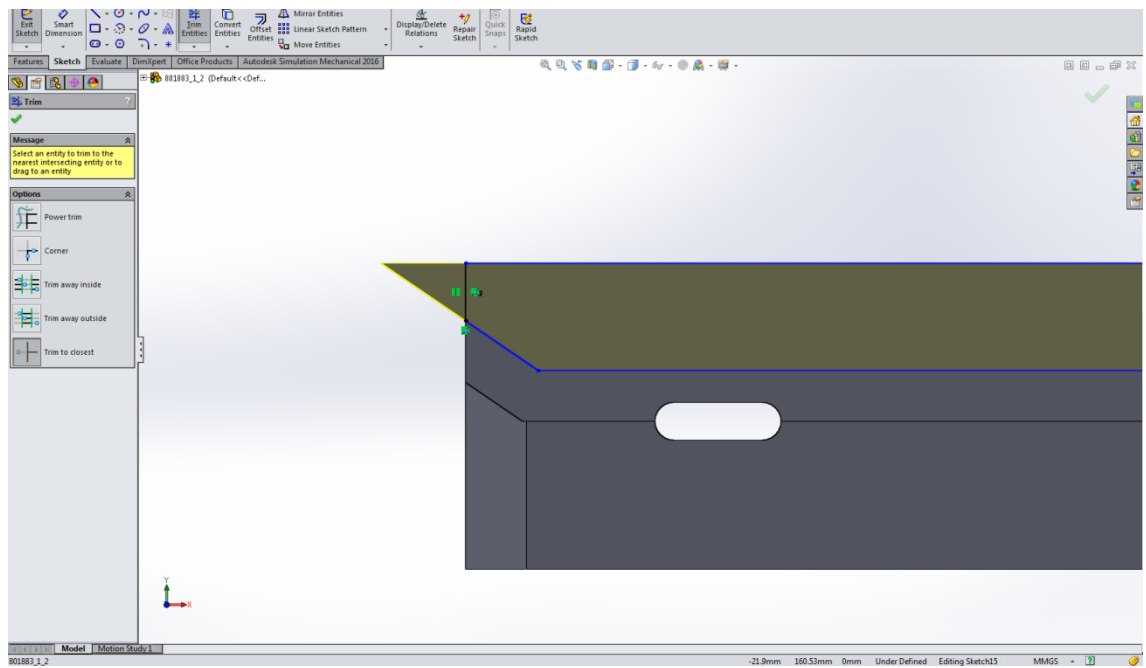 Exit
Sketch
Smart
Dimension
Trim
Entities
Convert
Entities
Offset
Entities
Mirror Entities
Linear Sketch Pattern
Move Entities
Display/Delete
Relations
Repair
Sketch
Quick
Snaps
Rapid
Sketch
Features Sketch Evaluate DimXpert Office Products Autodesk Simulation Mechanical 2016
801883_1_2 (Default<<Def...
Trim ?
Message
Select an entity to trim to the
nearest intersecting entity or to
drag to an entity
Options
Power trim
Corner
Trim away inside
Trim away outside
Trim to closest
2
Y
X
Model Motion Study 1
801883_1_2 -21.9mm 160.53mm 0mm Under Defined Editing Sketch15 MMGS ?